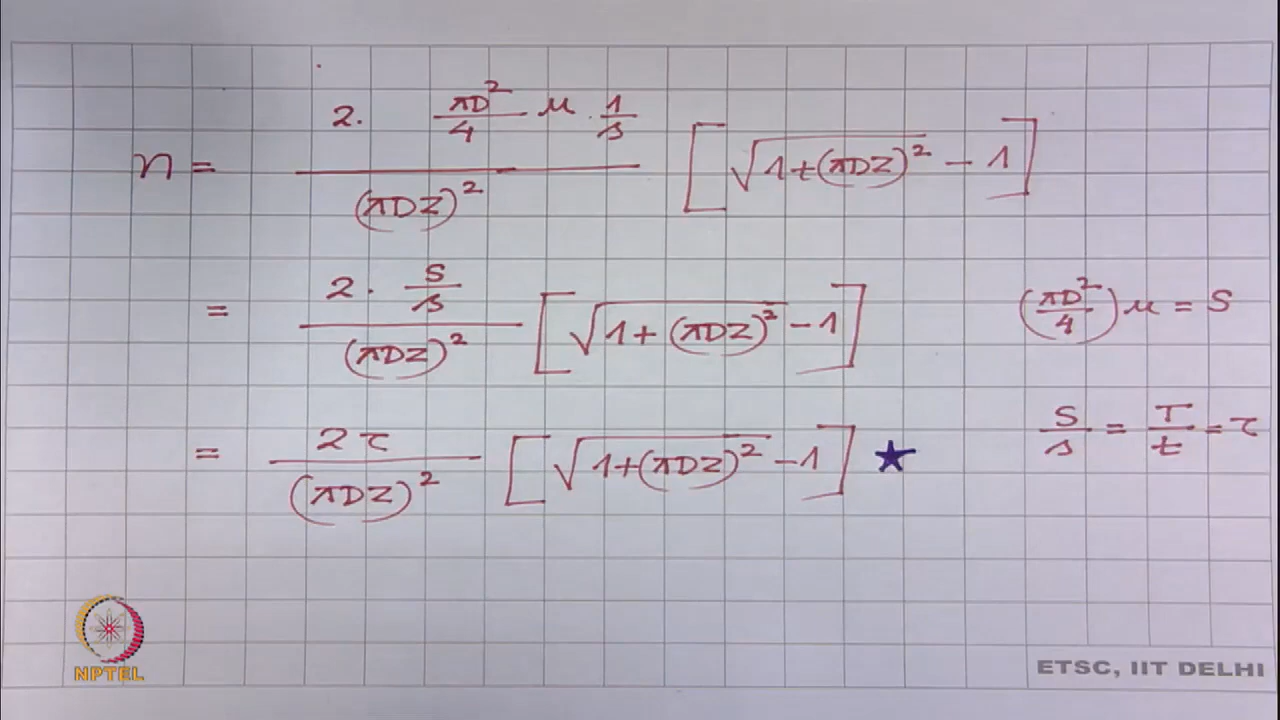 n = 2. πD²/4 μ . 1/s / (πDZ)² [√1+(πDZ)² − 1]
= 2 . S/s / (πDZ)² [√1 + (πDZ)² − 1]
(πD²/4) μ = S
= 2τ / (πDZ)² [√1+(πDZ)² − 1] ★
S/s = T/t = τ
NPTEL
ETSC, IIT DELHI